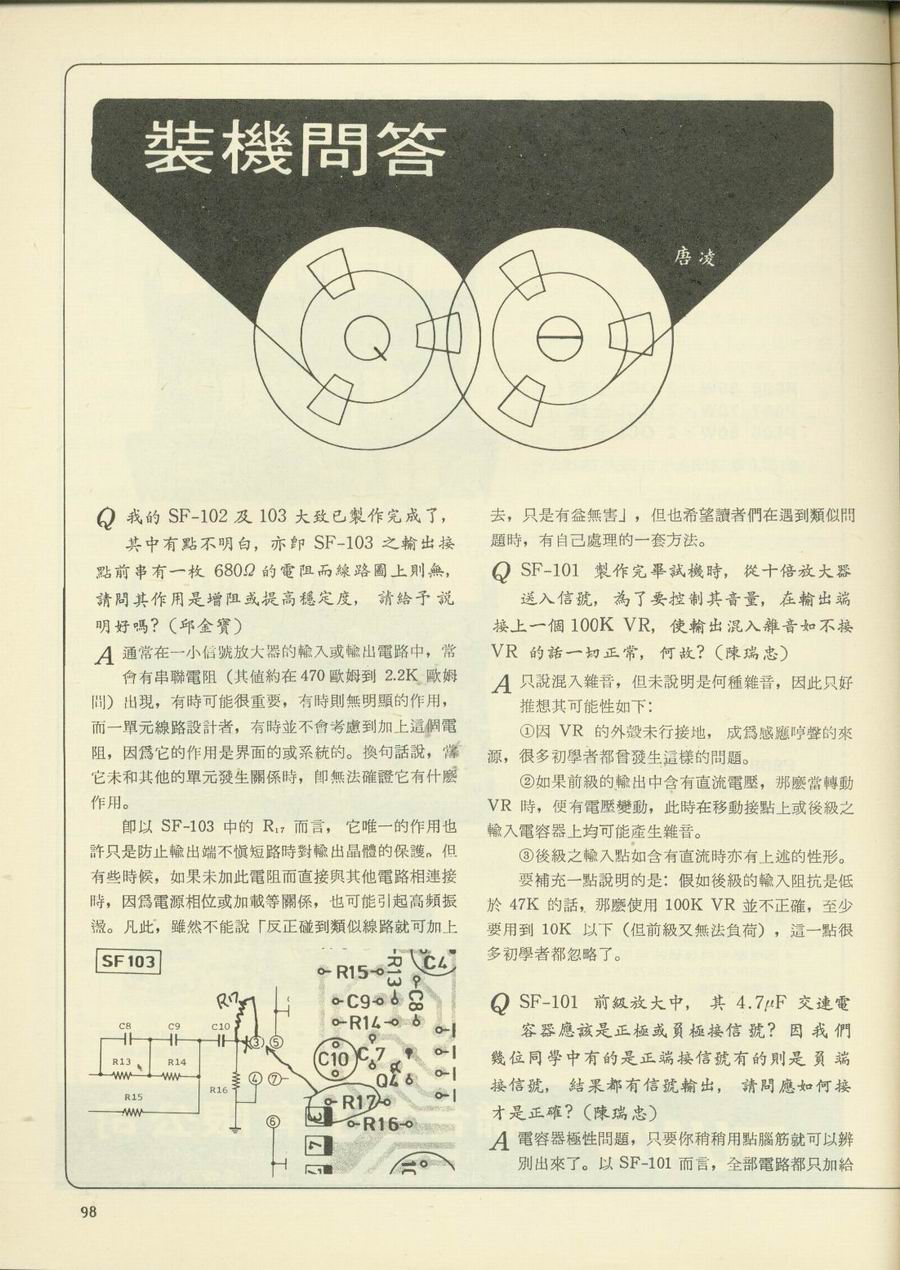 裝機問答
唐凌
Q 我的 SF-102 及 103 大致已製作完成了，
其中有點不明白，亦卽 SF-103 之輸出接
點前串有一枚 680Ω 的電阻而線路圖上則無，
請問其作用是增阻或提高穩定度，請給予說
明好嗎？（邱金寶）
A 通常在一小信號放大器的輸入或輸出電路中，常
會有串聯電阻（其値約在 470 歐姆到 2.2K 歐姆
間）出現，有時可能很重要，有時則無明顯的作用，
而一單元線路設計者，有時並不會考慮到加上這個電
阻，因爲它的作用是界面的或系統的。換句話說，當
它未和其他的單元發生關係時，卽無法確證它有什麽
作用。
卽以 SF-103 中的 R₁₇ 而言，它唯一的作用也
許只是防止輸出端不愼短路時對輸出晶體的保護。但
有些時候，如果未加此電阻而直接與其他電路相連接
時，因爲電源相位或加載等關係，也可能引起高頻振
盪。凡此，雖然不能說「反正碰到類似線路就可加上
SF103
R17
C8 C9 C10
R13 R14
R15
R16
③ ⑤
④ ⑦
⑥
R15
R13
C4
C9
C8
R14
C10
C7
Q4
R17
R16
3
7
去，只是有益無害」，但也希望讀者們在遇到類似問
題時，有自己處理的一套方法。
Q SF-101 製作完畢試機時，從十倍放大器
送入信號，為了要控制其音量，在輸出端
接上一個 100K VR，使輸出混入雜音如不接
VR 的話一切正常，何故？（陳瑞忠）
A 只說混入雜音，但未說明是何種雜音，因此只好
推想其可能性如下：
①因 VR 的外殼未行接地，成爲感應哼聲的來
源，很多初學者都曾發生這樣的問題。
②如果前級的輸出中含有直流電壓，那麽當轉動
VR 時，便有電壓變動，此時在移動接點上或後級之
輸入電容器上均可能產生雜音。
③後級之輸入點如含有直流時亦有上述的性形。
要補充一點說明的是：假如後級的輸入阻抗是低
於 47K 的話，那麽使用 100K VR 並不正確，至少
要用到 10K 以下（但前級又無法負荷），這一點很
多初學者都忽略了。
Q SF-101 前級放大中，其 4.7μF 交連電
容器應該是正極或負極接信號？因我們
幾位同學中有的是正端接信號有的則是負端
接信號，結果都有信號輸出，請問應如何接
才是正確？（陳瑞忠）
A 電容器極性問題，只要你稍稍用點腦筋就可以辨
別出來了。以 SF-101 而言，全部電路都只加給
98